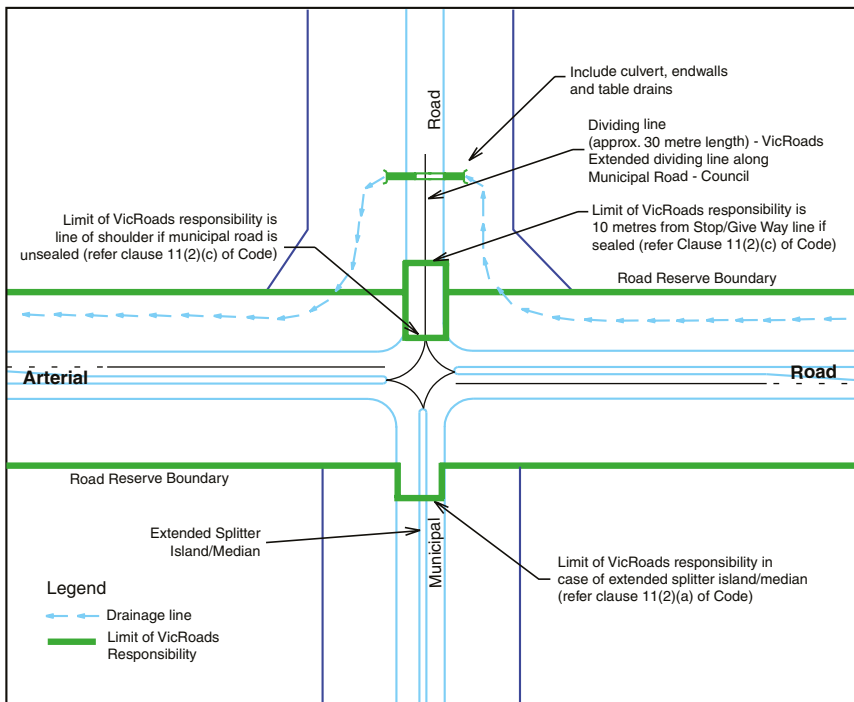 Include culvert, endwalls
and table drains
Road
Dividing line
(approx. 30 metre length) - VicRoads
Extended dividing line along
Municipal Road - Council
Limit of VicRoads responsibility is
line of shoulder if municipal road is
unsealed (refer clause 11(2)(c) of Code)
Limit of VicRoads responsibility is
10 metres from Stop/Give Way line if
sealed (refer Clause 11(2)(c) of Code)
Road Reserve Boundary
Arterial
Road
Road Reserve Boundary
Extended Splitter
Island/Median
Municipal
Limit of VicRoads responsibility in
case of extended splitter island/median
(refer clause 11(2)(a) of Code)
Legend
Drainage line
Limit of VicRoads
Responsibility